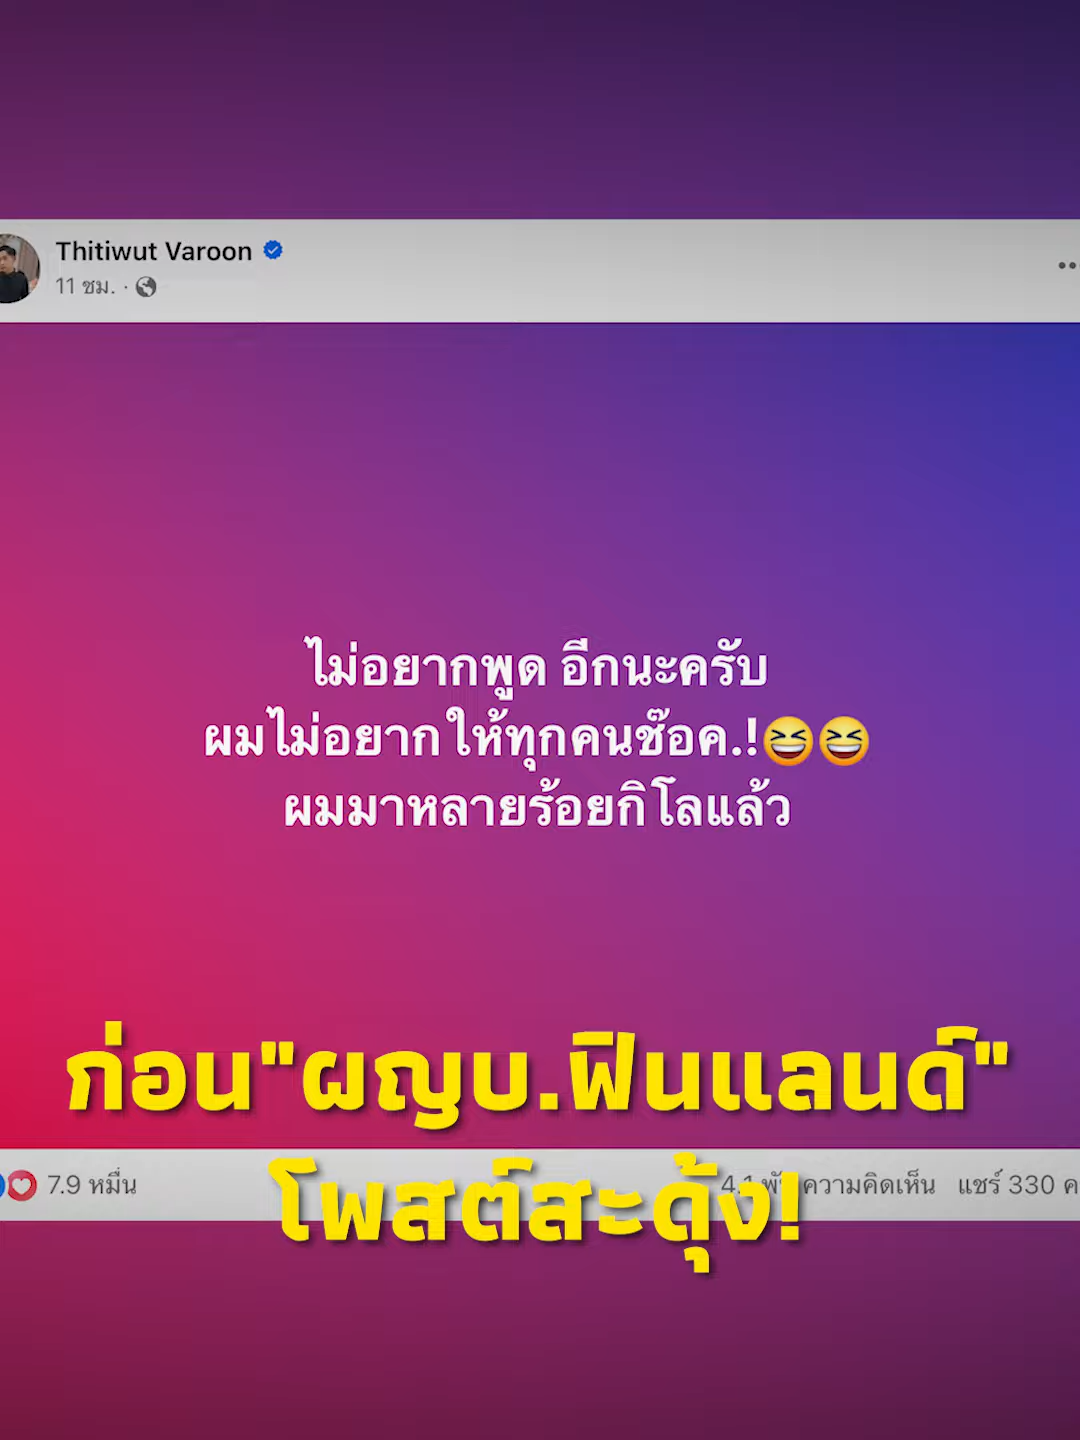 Thitiwut Varoon
11 ชม. ·
ไม่อยากพูด อีกนะครับ
ผมไม่อยากให้ทุกคนช๊อค.!😆😆
ผมมาหลายร้อยกิโลแล้ว
ก่อน"ผญบ.ฟินแลนด์"
โพสต์สะดุ้ง!
7.9 หมื่น
4.1 พัน ความคิดเห็น แชร์ 330